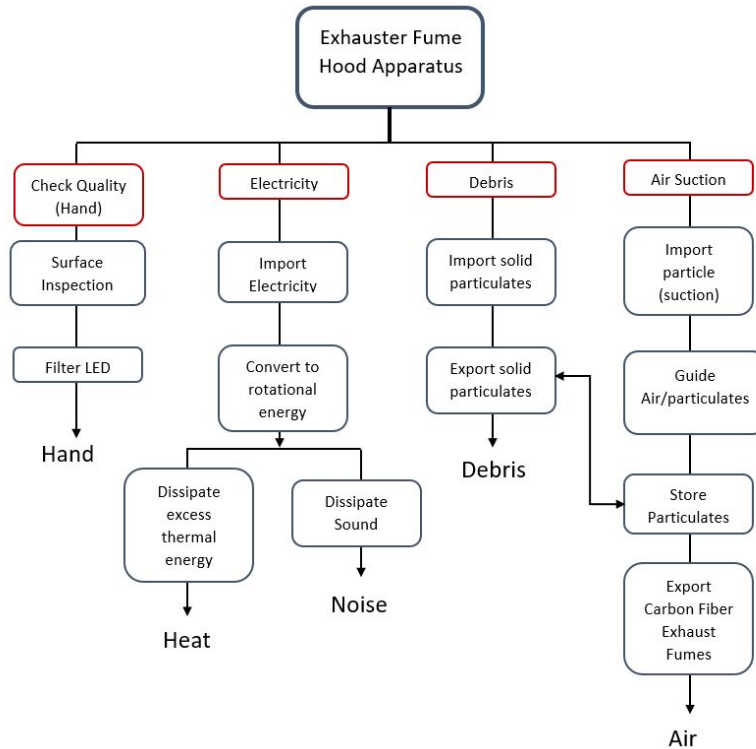 Exhauster Fume
Hood Apparatus
Check Quality
(Hand)
Surface
Inspection
Filter LED
Hand
Electricity
Import
Electricity
Convert to
rotational
energy
Dissipate
excess
thermal
energy
Heat
Dissipate
Sound
Noise
Debris
Import solid
particulates
Export solid
particulates
Debris
Air Suction
Import
particle
(suction)
Guide
Air/particulates
Store
Particulates
Export
Carbon Fiber
Exhaust
Fumes
Air